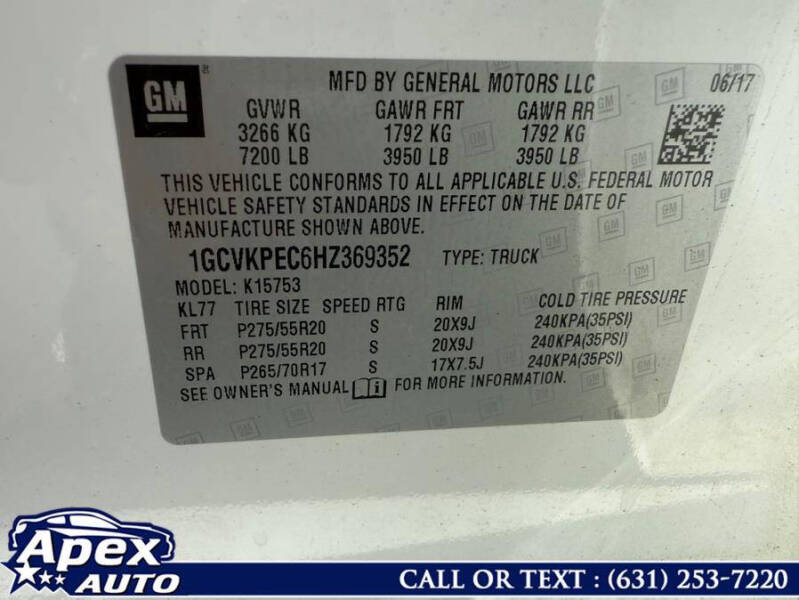 GM
MFD BY GENERAL MOTORS LLC 06/17
GVWR GAWR FRT GAWR RR
3266 KG 1792 KG 1792 KG
7200 LB 3950 LB 3950 LB
THIS VEHICLE CONFORMS TO ALL APPLICABLE U.S. FEDERAL MOTOR
VEHICLE SAFETY STANDARDS IN EFFECT ON THE DATE OF
MANUFACTURE SHOWN ABOVE.
1GCVKPEC6HZ369352 TYPE: TRUCK
MODEL: K15753
KL77 TIRE SIZE SPEED RTG RIM COLD TIRE PRESSURE
FRT P275/55R20 S 20X9J 240KPA(35PSI)
RR P275/55R20 S 20X9J 240KPA(35PSI)
SPA P265/70R17 S 17X7.5J 240KPA(35PSI)
SEE OWNER'S MANUAL FOR MORE INFORMATION.
Apex
AUTO
CALL OR TEXT : (631) 253-7220